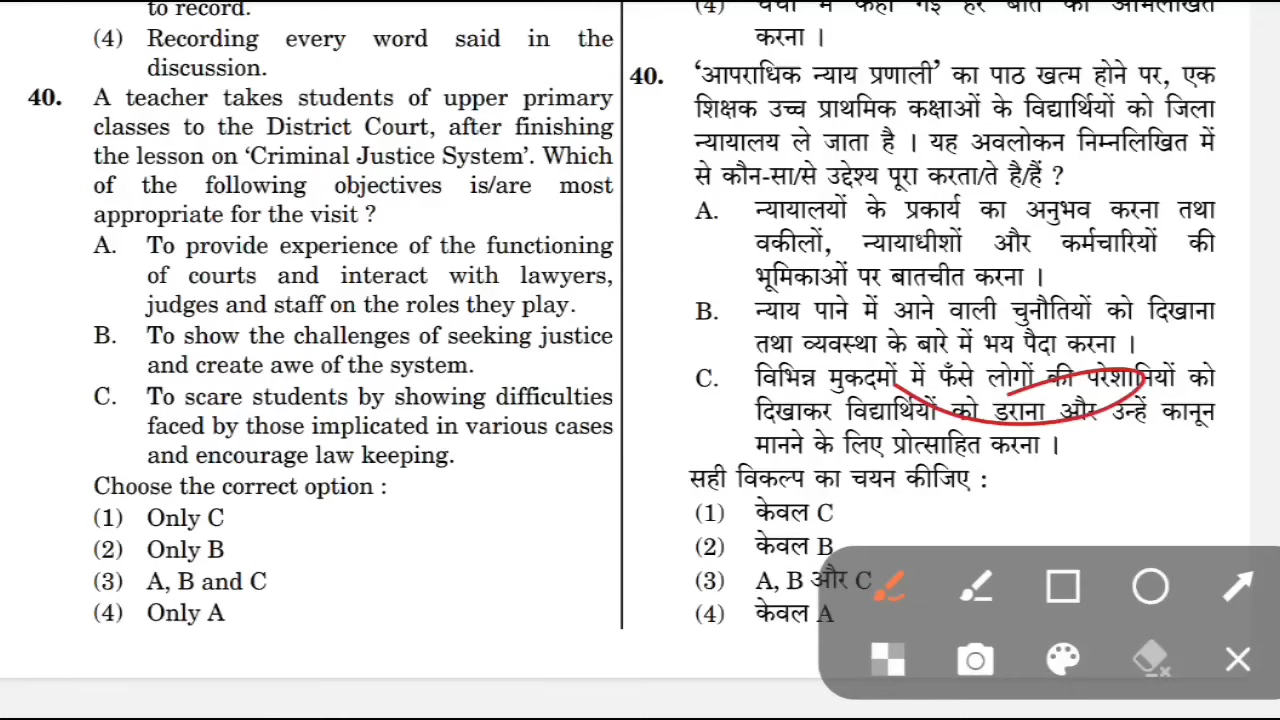 to record.
(4) Recording every word said in the
discussion.
40. A teacher takes students of upper primary
classes to the District Court, after finishing
the lesson on ‘Criminal Justice System’. Which
of the following objectives is/are most
appropriate for the visit ?
A. To provide experience of the functioning
of courts and interact with lawyers,
judges and staff on the roles they play.
B. To show the challenges of seeking justice
and create awe of the system.
C. To scare students by showing difficulties
faced by those implicated in various cases
and encourage law keeping.
Choose the correct option :
(1) Only C
(2) Only B
(3) A, B and C
(4) Only A
(4) चर्चा में कही गई हर बात को अभिलेखित
करना ।
40. ‘आपराधिक न्याय प्रणाली’ का पाठ खत्म होने पर, एक
शिक्षक उच्च प्राथमिक कक्षाओं के विद्यार्थियों को जिला
न्यायालय ले जाता है । यह अवलोकन निम्नलिखित में
से कौन-सा/से उद्देश्य पूरा करता/ते है/हैं ?
A. न्यायालयों के प्रकार्य का अनुभव करना तथा
वकीलों, न्यायाधीशों और कर्मचारियों की
भूमिकाओं पर बातचीत करना ।
B. न्याय पाने में आने वाली चुनौतियों को दिखाना
तथा व्यवस्था के बारे में भय पैदा करना ।
C. विभिन्न मुकदमों में फँसे लोगों की परेशानियों को
दिखाकर विद्यार्थियों को डराना और उन्हें कानून
मानने के लिए प्रोत्साहित करना ।
सही विकल्प का चयन कीजिए :
(1) केवल C
(2) केवल B
(3) A, B और C
(4) केवल A